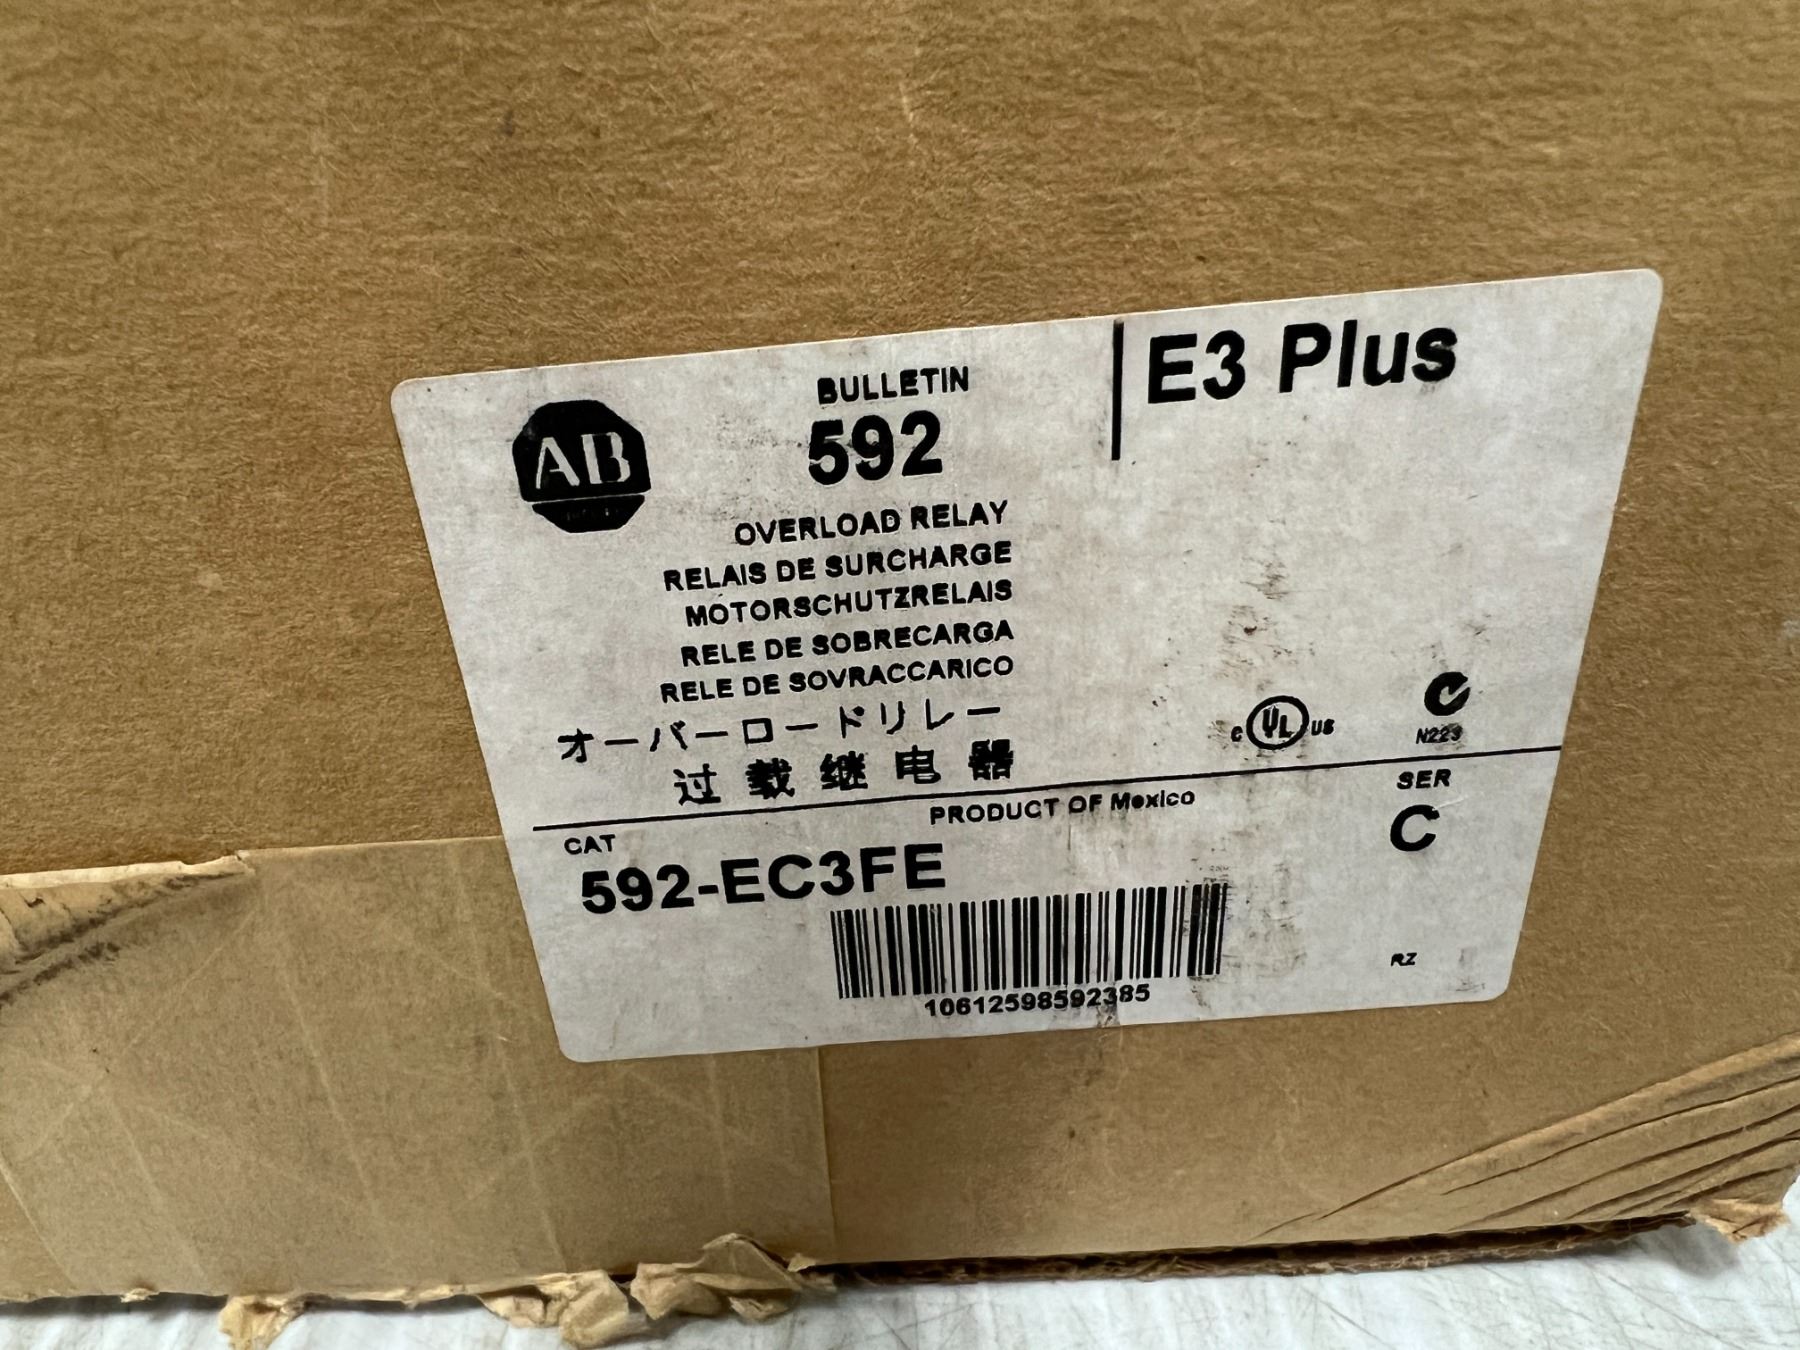 AB
BULLETIN
592
E3 Plus
OVERLOAD RELAY
RELAIS DE SURCHARGE
MOTORSCHUTZRELAIS
RELE DE SOBRECARGA
RELE DE SOVRACCARICO
オーバーロードリレー
过载继电器
c UL us
N223
PRODUCT OF Mexico
SER
C
CAT
592-EC3FE
10612598592385
RZ